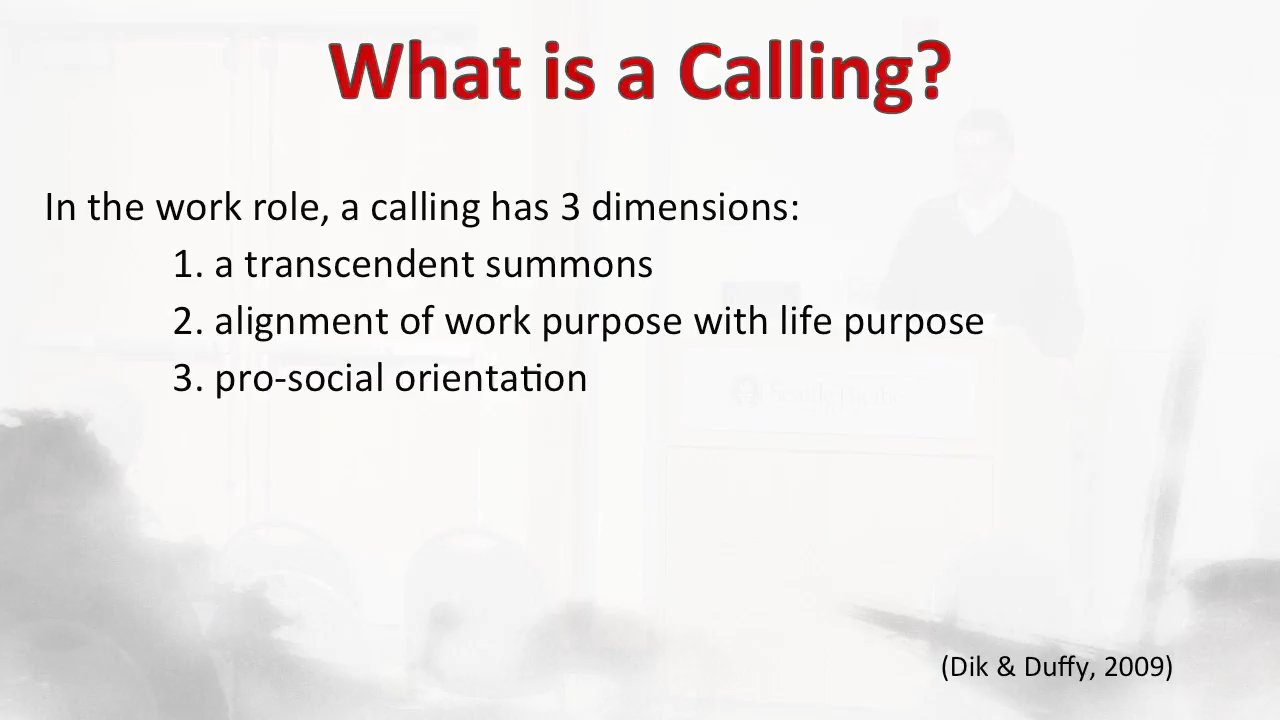 What is a Calling?
In the work role, a calling has 3 dimensions:
1. a transcendent summons
2. alignment of work purpose with life purpose
3. pro-social orientation
(Dik & Duffy, 2009)